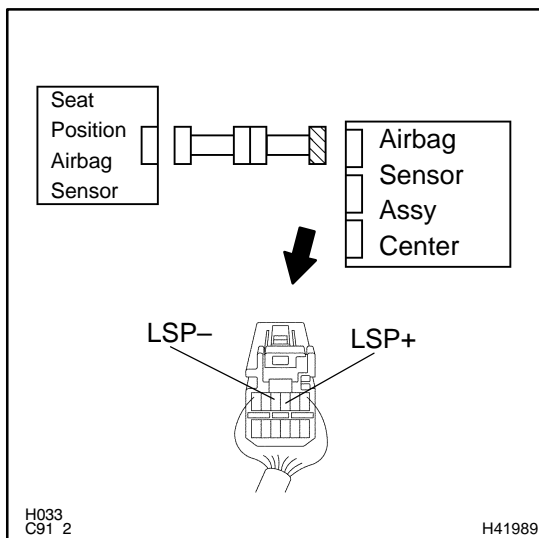 Seat
Position
Airbag
Sensor
Airbag
Sensor
Assy
Center
LSP–
LSP+
H033
C91 2
H41989